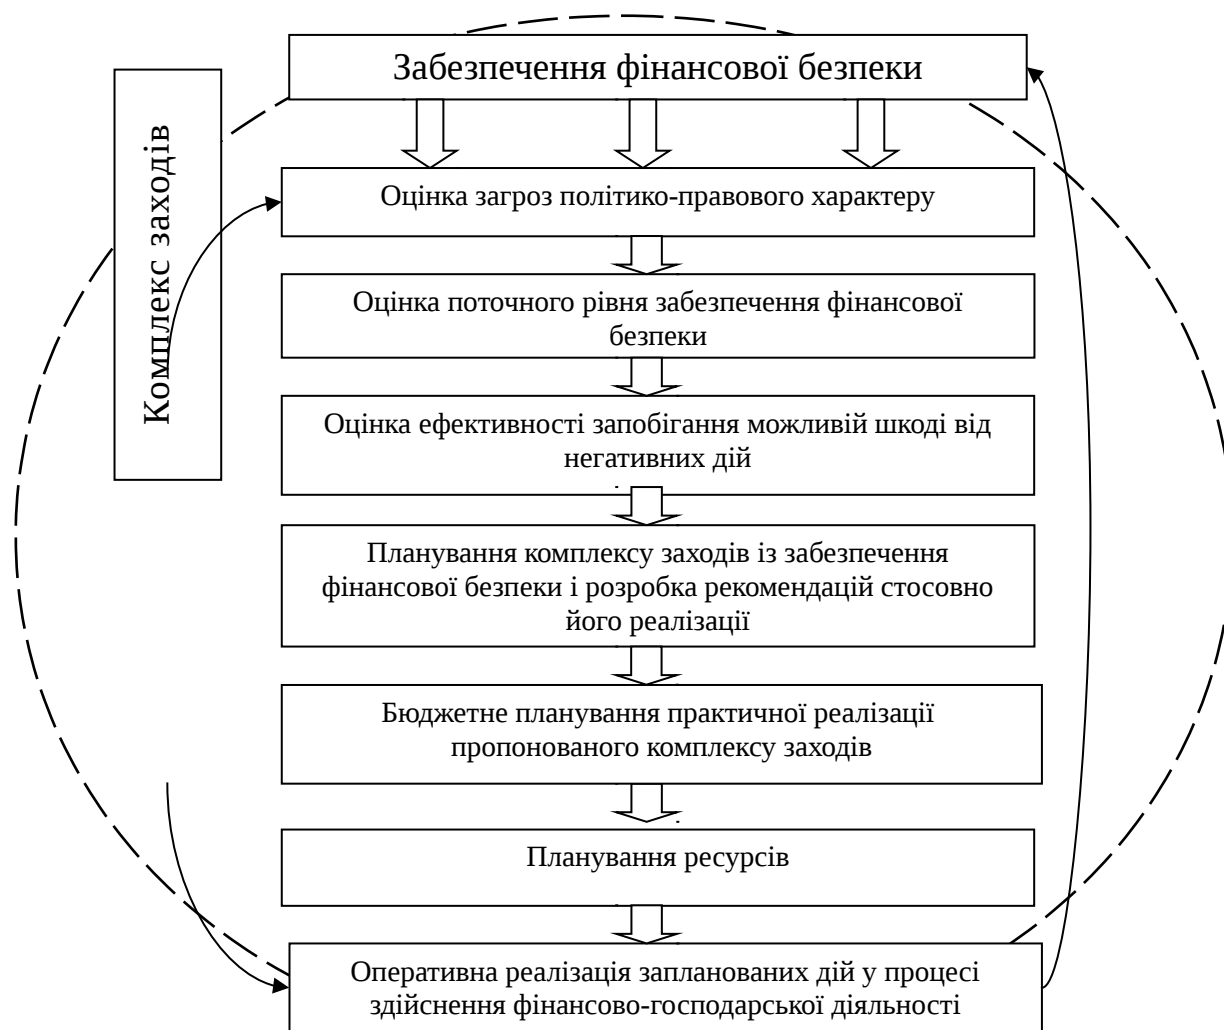 Забезпечення фінансової безпеки
Комплекс заходів
Оцінка загроз політико-правового характеру
Оцінка поточного рівня забезпечення фінансової
безпеки
Оцінка ефективності запобігання можливій шкоді від
негативних дій
Планування комплексу заходів із забезпечення
фінансової безпеки і розробка рекомендацій стосовно
його реалізації
Бюджетне планування практичної реалізації
пропонованого комплексу заходів
Планування ресурсів
Оперативна реалізація запланованих дій у процесі
здійснення фінансово-господарської діяльності